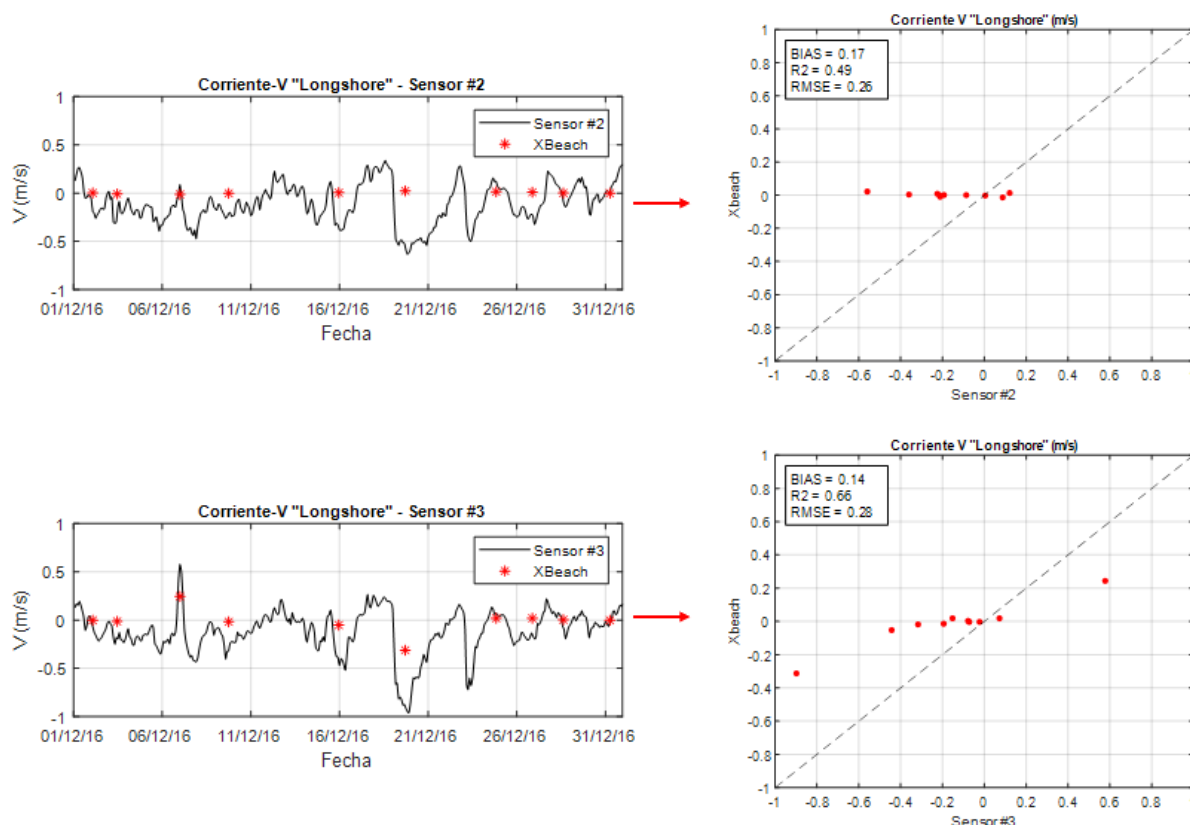 Corriente-V "Longshore" - Sensor #2
V (m/s)
1
0.5
0
-0.5
-1
Sensor #2
XBeach
01/12/16 06/12/16 11/12/16 16/12/16 21/12/16 26/12/16 31/12/16
Fecha
Corriente V "Longshore" (m/s)
BIAS = 0.17
R2 = 0.49
RMSE = 0.26
Xbeach
1
0.8
0.6
0.4
0.2
0
-0.2
-0.4
-0.6
-0.8
-1
-1 -0.8 -0.6 -0.4 -0.2 0 0.2 0.4 0.6 0.8
Sensor #2
Corriente-V "Longshore" - Sensor #3
V (m/s)
1
0.5
0
-0.5
-1
Sensor #3
XBeach
01/12/16 06/12/16 11/12/16 16/12/16 21/12/16 26/12/16 31/12/16
Fecha
Corriente V "Longshore" (m/s)
BIAS = 0.14
R2 = 0.66
RMSE = 0.28
Xbeach
1
0.8
0.6
0.4
0.2
0
-0.2
-0.4
-0.6
-0.8
-1
-1 -0.8 -0.6 -0.4 -0.2 0 0.2 0.4 0.6 0.8
Sensor #3